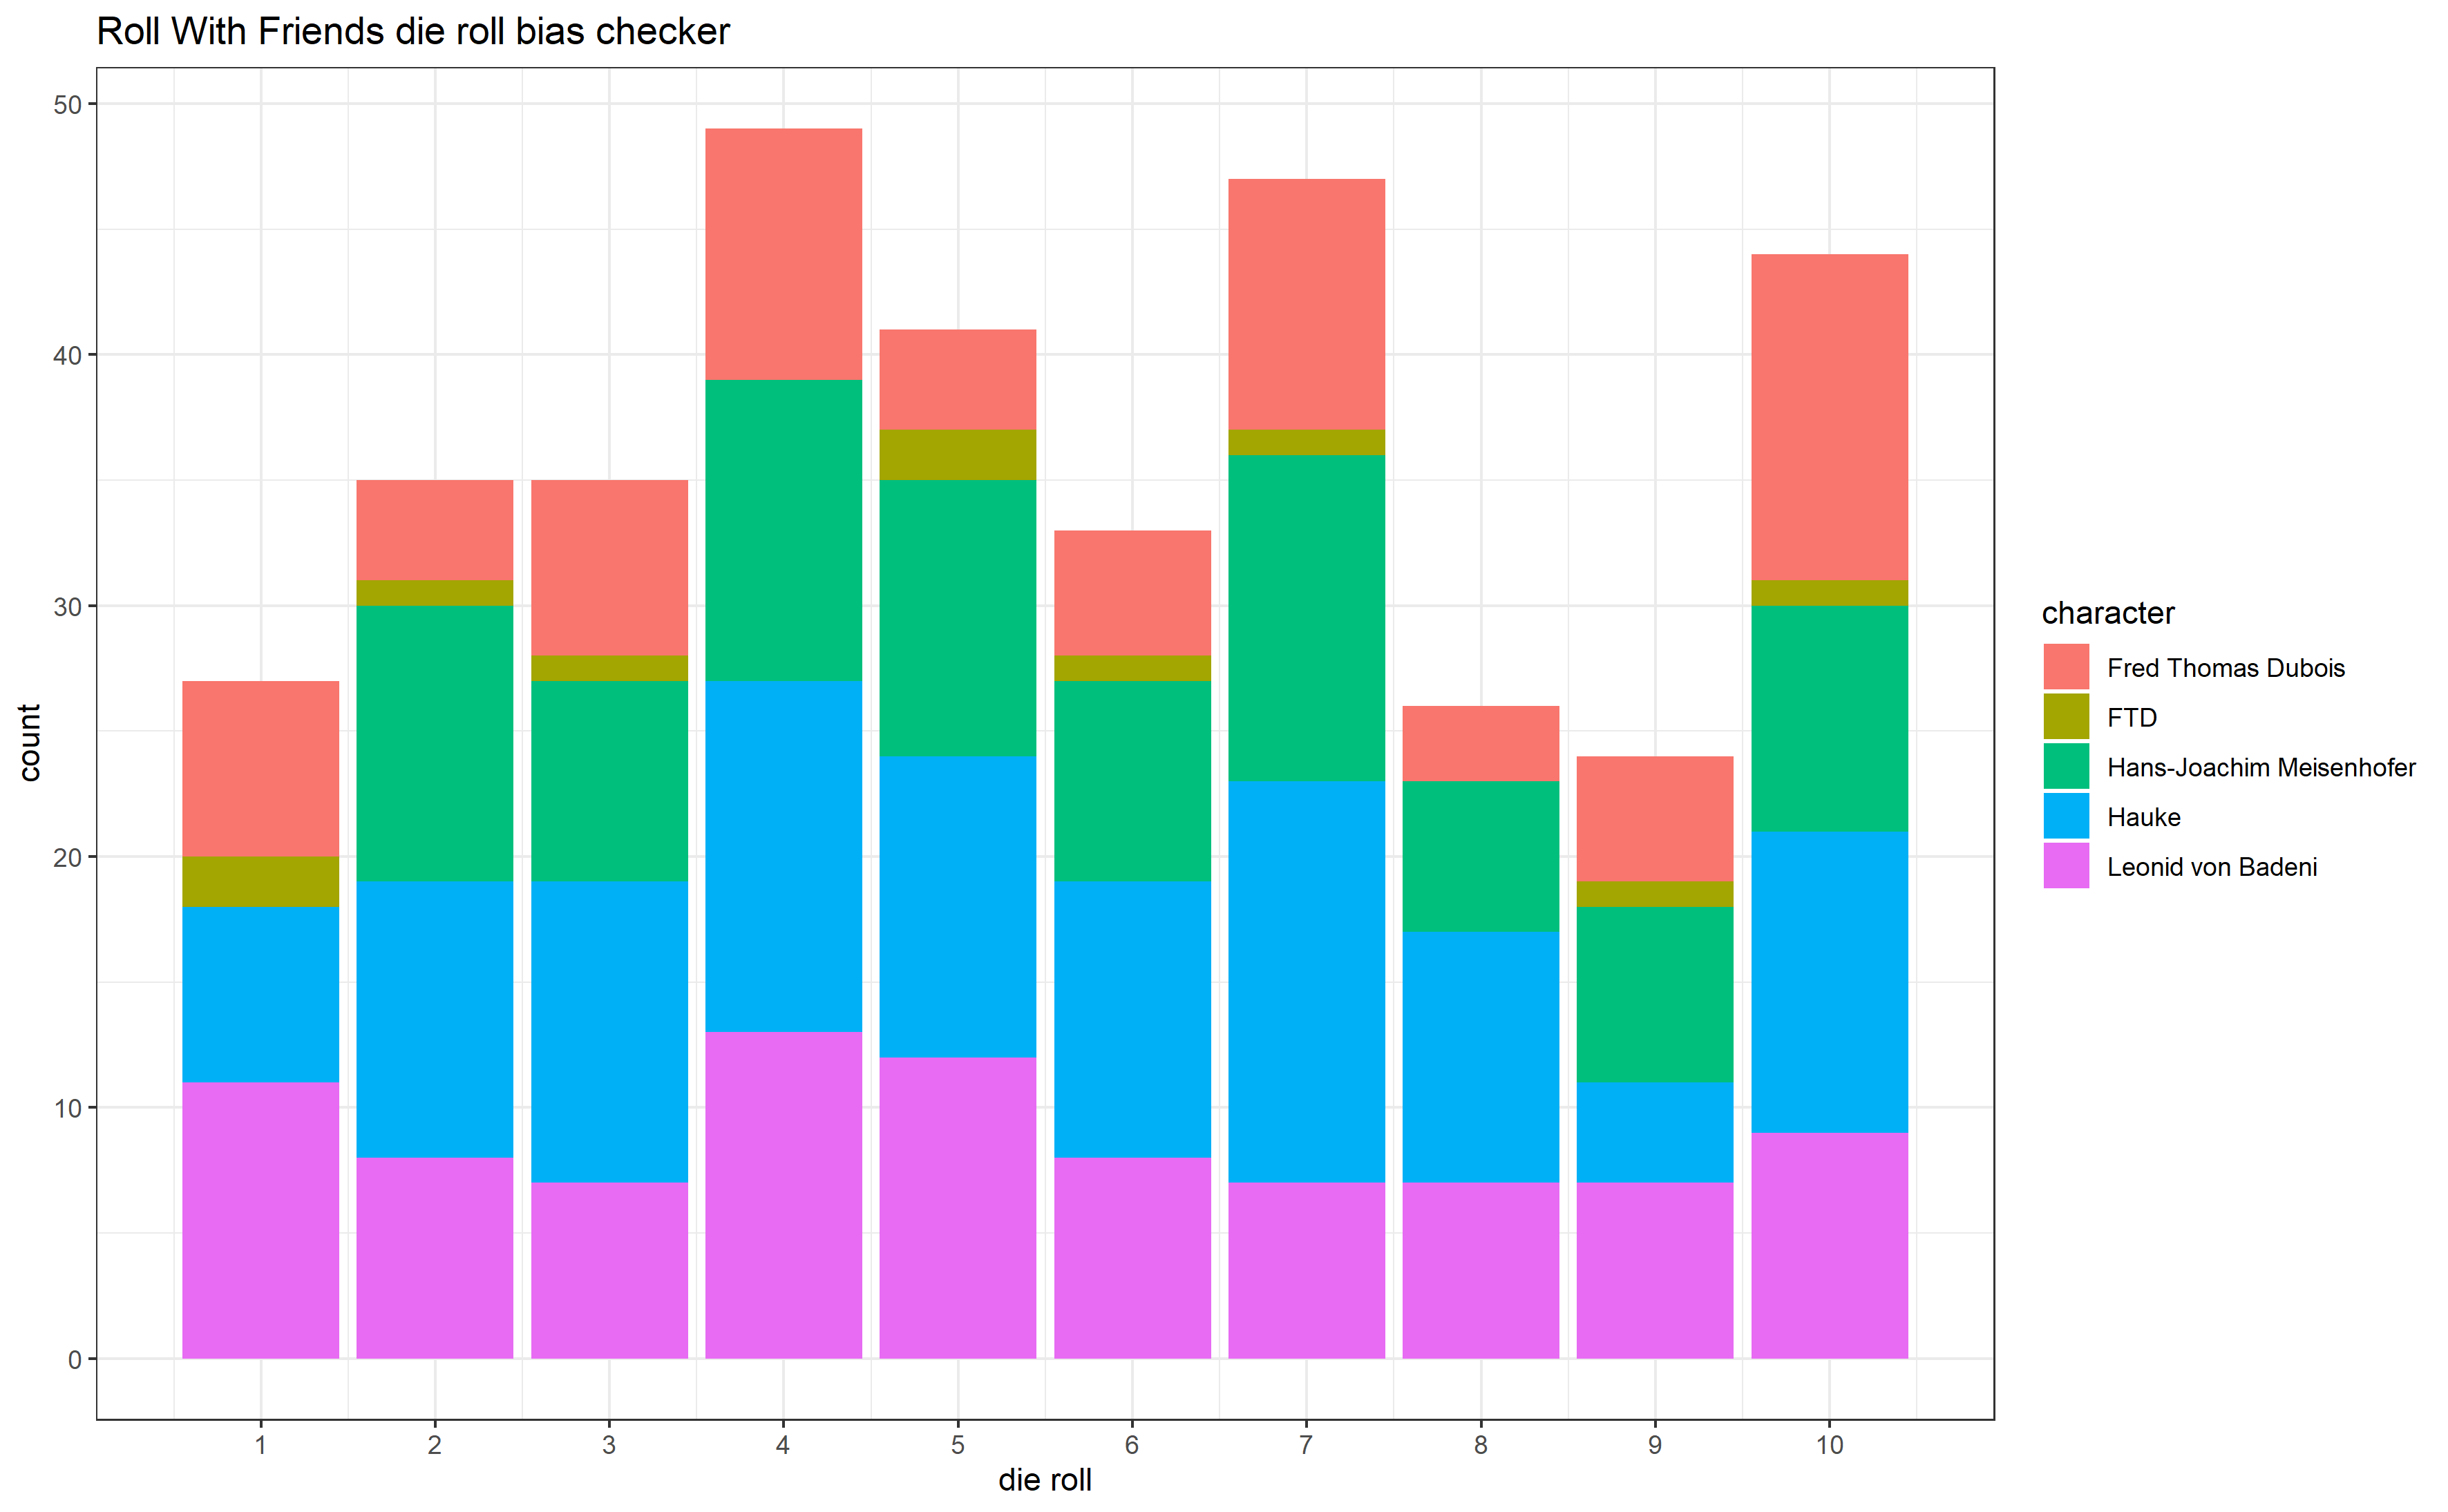 Roll With Friends die roll bias checker
50
40
30
20
10
0
count
1 2 3 4 5 6 7 8 9 10
die roll
character
Fred Thomas Dubois
FTD
Hans-Joachim Meisenhofer
Hauke
Leonid von Badeni